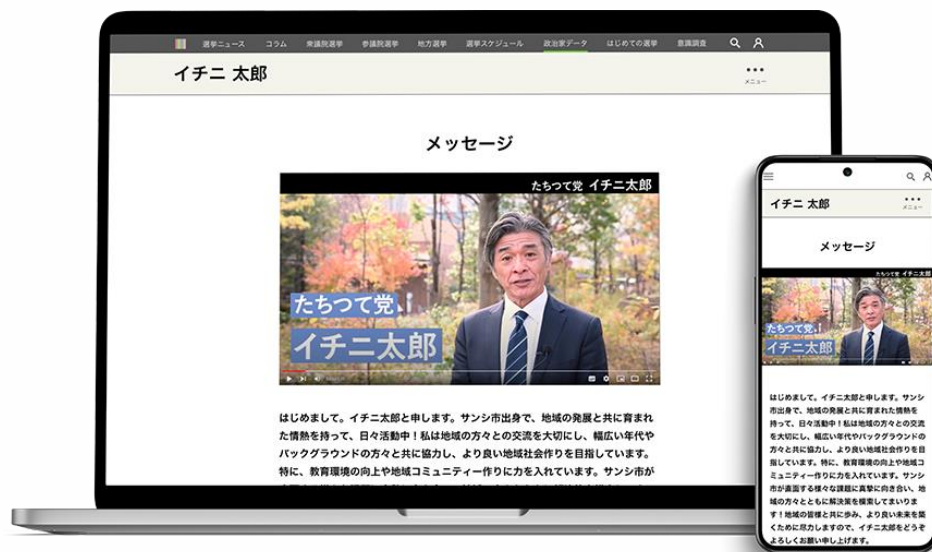 選挙ニュース コラム 衆議院選挙 参議院選挙 地方選挙 選挙スケジュール 政治家データ はじめての選挙 意識調査
イチニ 太郎
メニュー
メッセージ
たちつて党 イチニ太郎
たちつて党
イチニ太郎
はじめまして。イチニ太郎と申します。サンシ市出身で、地域の発展と共に育まれ
た情熱を持って、日々活動中！私は地域の方々との交流を大切にし、幅広い年代や
バックグラウンドの方々と共に協力し、より良い地域社会作りを目指しています。
特に、教育環境の向上や地域コミュニティー作りに力を入れています。サンシ市が
イチニ 太郎
メニュー
メッセージ
たちつて党 イチニ太郎
たちつて党
イチニ太郎
はじめまして。イチニ太郎と申します。サンシ
市出身で、地域の発展と共に育まれた情熱を
持って、日々活動中！私は地域の方々との交流
を大切にし、幅広い年代やバックグラウンドの
方々と共に協力し、より良い地域社会作りを目
指しています。特に、教育環境の向上や地域コ
ミュニティー作りに力を入れています。サンシ
市が直面する様々な課題に真摯に向き合い、地
域の方々とともに解決策を模索してまいりま
す！地域の皆様と共に歩み、より良い未来を築
くために尽力しますので、イチニ太郎をどうぞ
よろしくお願い申し上げます。